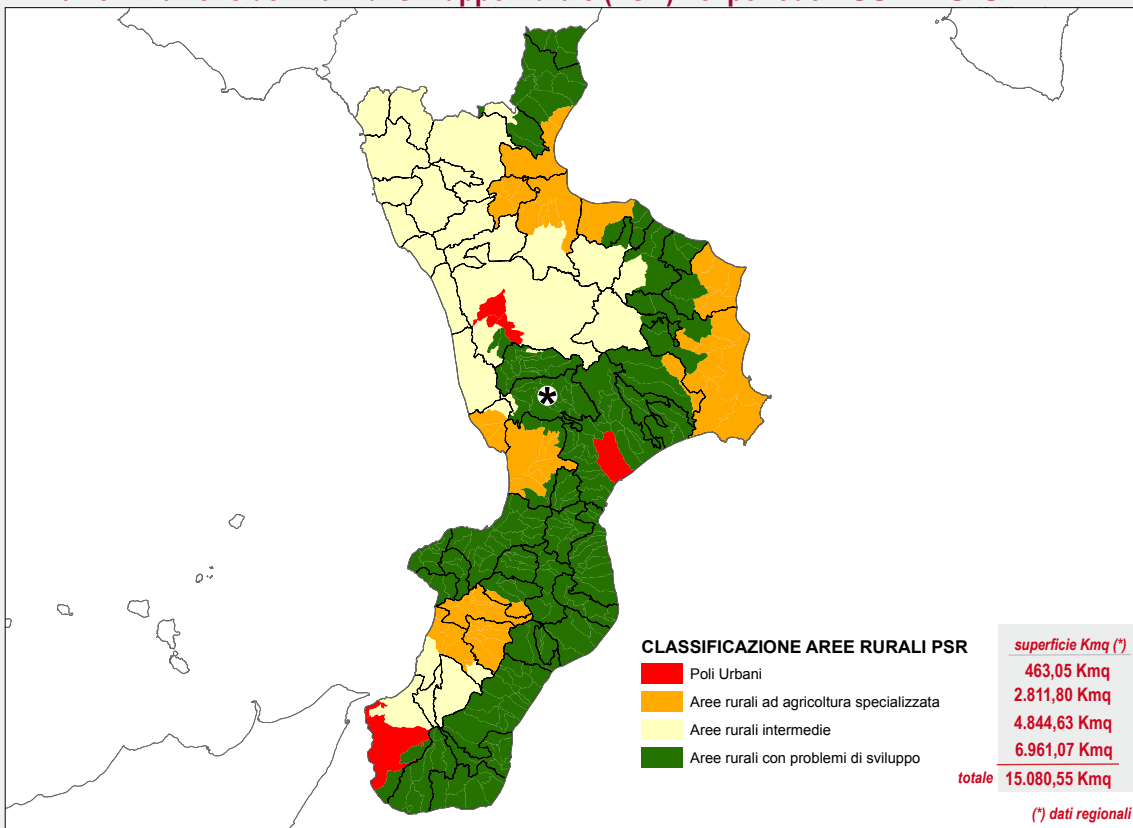 CLASSIFICAZIONE AREE RURALI PSR
superficie Kmq (*)
Poli Urbani
463,05 Kmq
Aree rurali ad agricoltura specializzata
2.811,80 Kmq
Aree rurali intermedie
4.844,63 Kmq
Aree rurali con problemi di sviluppo
6.961,07 Kmq
totale 15.080,55 Kmq
(*) dati regionali